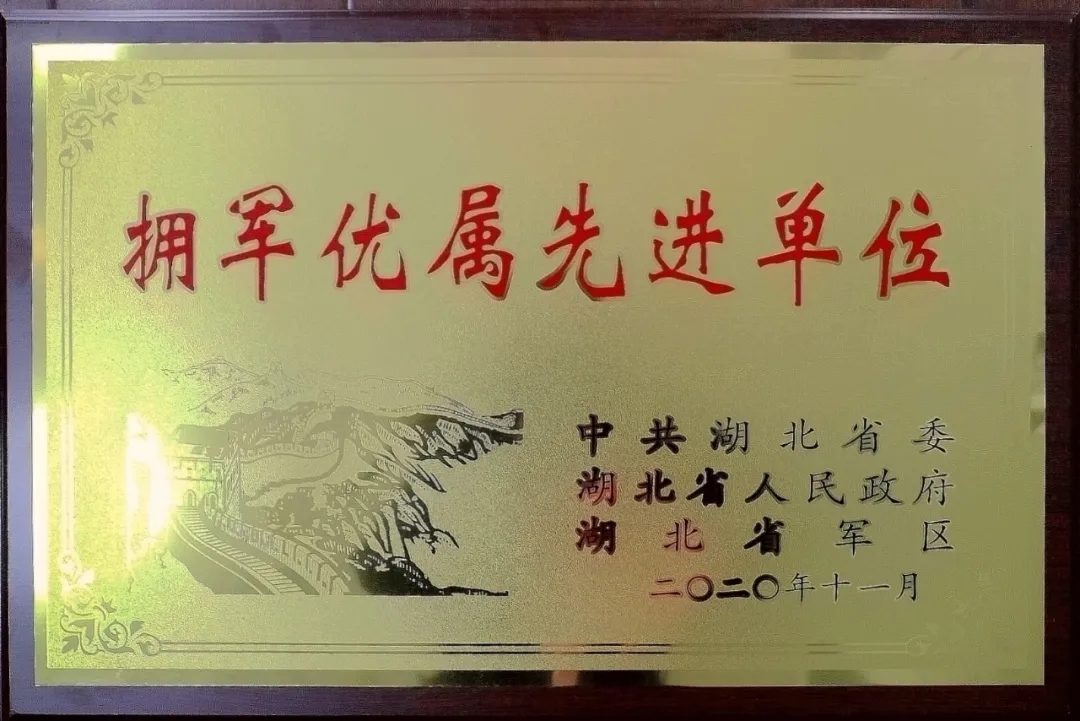 拥军优属先进单位
中共湖北省委
湖北省人民政府
湖北省军区
二〇二〇年十一月